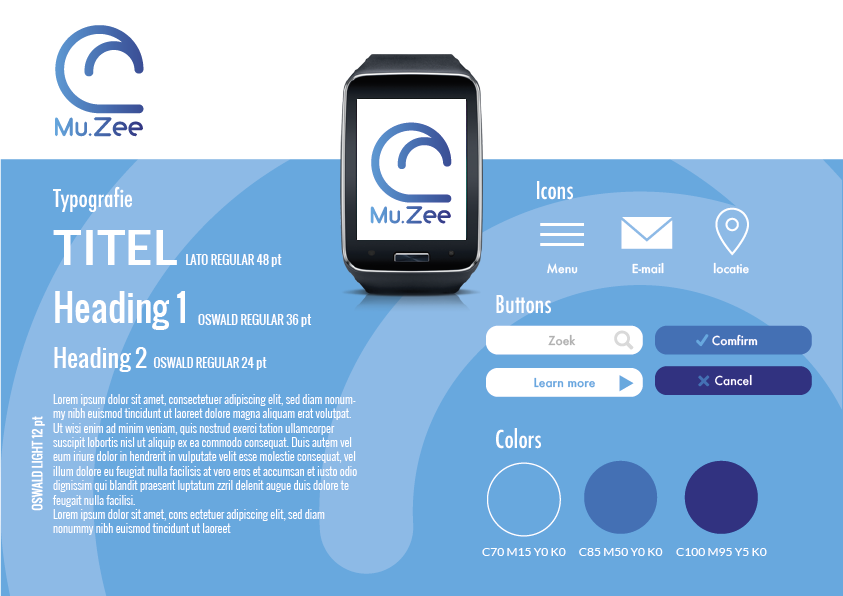 Mu.Zee
Mu.Zee
Typografie
TITEL LATO REGULAR 48 pt
Heading 1 OSWALD REGULAR 36 pt
Heading 2 OSWALD REGULAR 24 pt
OSWALD LIGHT 12 pt
Lorem ipsum dolor sit amet, consectetuer adipiscing elit, sed diam nonum-
my nibh euismod tincidunt ut laoreet dolore magna aliquam erat volutpat.
Ut wisi enim ad minim veniam, quis nostrud exerci tation ullamcorper
suscipit lobortis nisl ut aliquip ex ea commodo consequat. Duis autem vel
eum iriure dolor in hendrerit in vulputate velit esse molestie consequat, vel
illum dolore eu feugiat nulla facilisis at vero eros et accumsan et iusto odio
dignissim qui blandit praesent luptatum zzril delenit augue duis dolore te
feugait nulla facilisi.
Lorem ipsum dolor sit amet, cons ectetuer adipiscing elit, sed diam
nonummy nibh euismod tincidunt ut laoreet
Icons
Menu
E-mail
locatie
Buttons
Zoek
Comfirm
Learn more
Cancel
Colors
C70 M15 Y0 K0
C85 M50 Y0 K0
C100 M95 Y5 K0